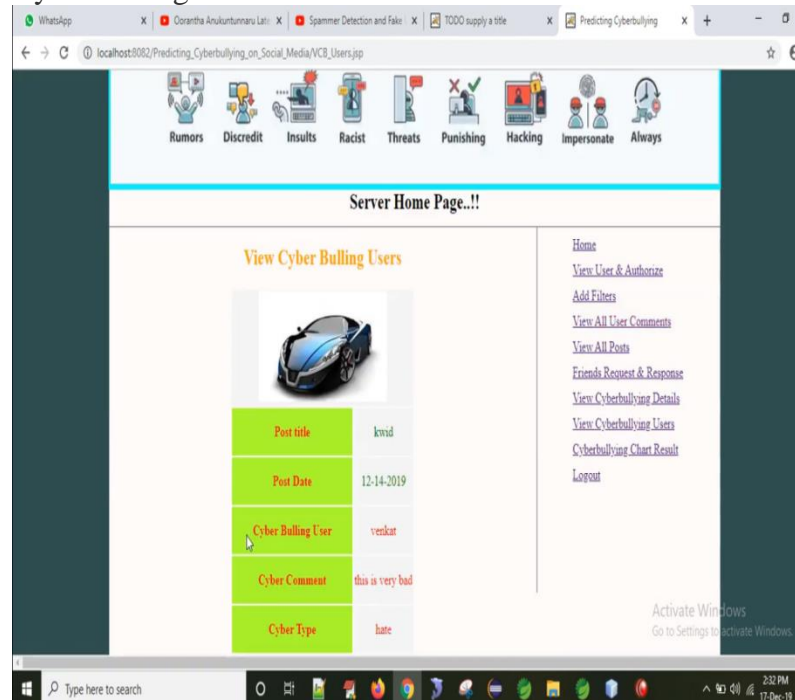 WhatsApp
Oorantha Anukuntunnaru Late
Spammer Detection and Fake
TODO supply a title
Predicting Cyberbullying
localhost:8082/Predicting_Cyberbullying_on_Social_Media/VCB_Users.jsp
Rumors Discredit Insults Racist Threats Punishing Hacking Impersonate Always
Server Home Page..!!
View Cyber Bulling Users
Post title kwid
Post Date 12-14-2019
Cyber Bulling User venkat
Cyber Comment this is very bad
Cyber Type hate
Home
View User & Authorize
Add Filters
View All User Comments
View All Posts
Friends Request & Response
View Cyberbullying Details
View Cyberbullying Users
Cyberbullying Chart Result
Logout
Activate Windows
Go to Settings to activate Windows.
Type here to search
2:32 PM
17-Dec-19